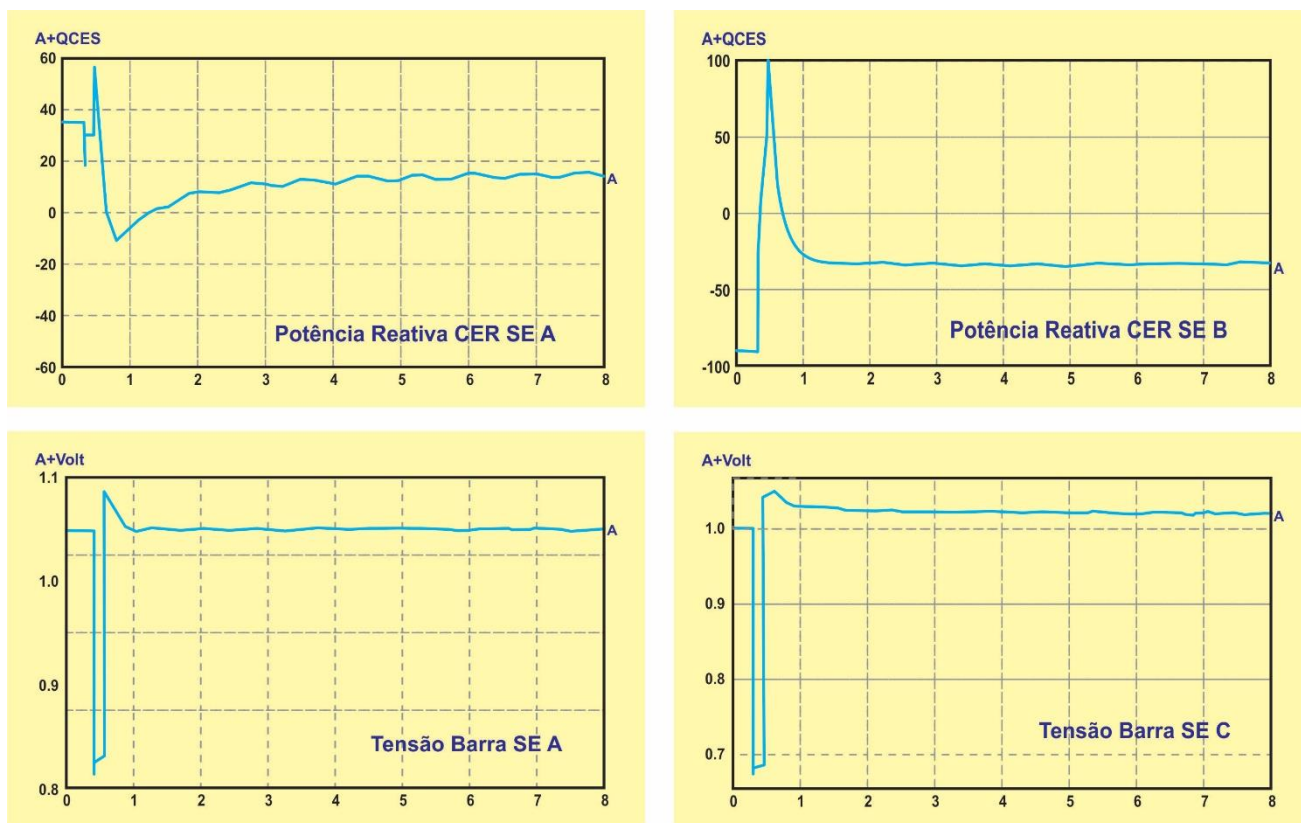 A+QCES
60
40
20
0
-20
-40
-60
0 1 2 3 4 5 6 7 8
A
Potência Reativa CER SE A
A+QCES
100
50
0
-50
-100
0 1 2 3 4 5 6 7 8
A
Potência Reativa CER SE B
A+Volt
1.1
1.0
0.9
0.8
0 1 2 3 4 5 6 7 8
A
Tensão Barra SE A
A+Volt
1.0
0.9
0.8
0.7
0 1 2 3 4 5 6 7 8
A
Tensão Barra SE C